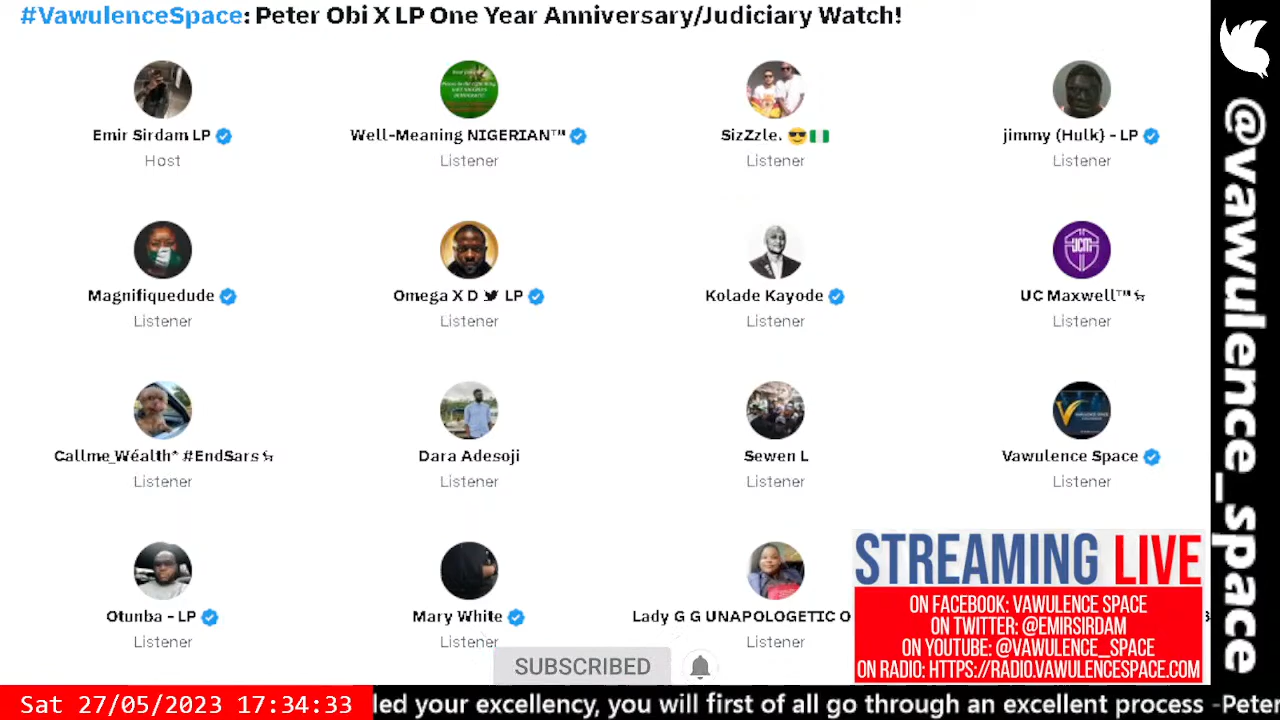 #VawulenceSpace: Peter Obi X LP One Year Anniversary/Judiciary Watch!
Emir Sirdam LP
Host
Well-Meaning NIGERIAN™
Listener
SizZzle. 😎🇳🇬
Listener
jimmy (Hulk) - LP
Listener
Magnifiquedude
Listener
Omega X D LP
Listener
Kolade Kayode
Listener
UC Maxwell™
Listener
Callme_Wéalth* #EndSars
Listener
Dara Adesoji
Listener
Sewen L
Listener
Vawulence Space
Listener
Otunba - LP
Listener
Mary White
Listener
Lady G G UNAPOLOGETIC O
Listener
STREAMING LIVE
ON FACEBOOK: VAWULENCE SPACE
ON TWITTER: @EMIRSIRDAM
ON YOUTUBE: @VAWULENCE_SPACE
ON RADIO: HTTPS://RADIO.VAWULENCESPACE.COM
SUBSCRIBED
@vawulence_space
Sat 27/05/2023 17:34:33
led your excellency, you will first of all go through an excellent process -Peter